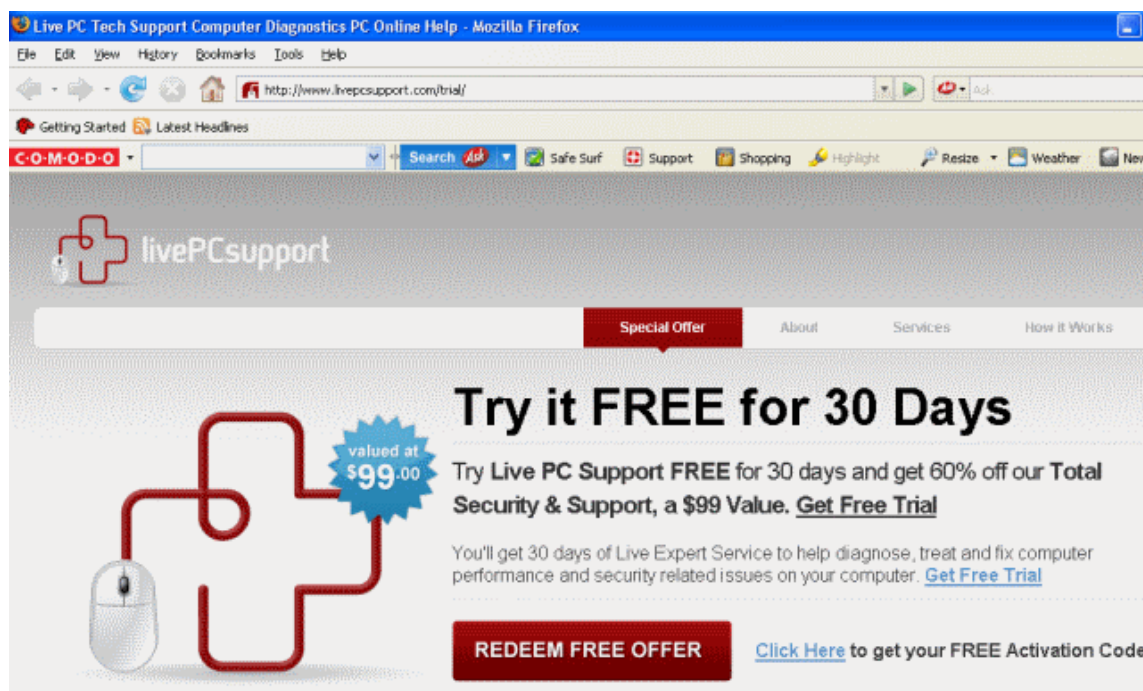 Live PC Tech Support Computer Diagnostics PC Online Help - Mozilla Firefox
File Edit View History Bookmarks Tools Help
http://www.livepcsupport.com/trial/ Ask
Getting Started Latest Headlines
C·O·M·O·D·O Search Ask Safe Surf Support Shopping Highlight Resize Weather New
livePCsupport
Special Offer About Services How it Works
Try it FREE for 30 Days
valued at
$99.00
Try Live PC Support FREE for 30 days and get 60% off our Total
Security & Support, a $99 Value. Get Free Trial
You'll get 30 days of Live Expert Service to help diagnose, treat and fix computer
performance and security related issues on your computer. Get Free Trial
REDEEM FREE OFFER Click Here to get your FREE Activation Code